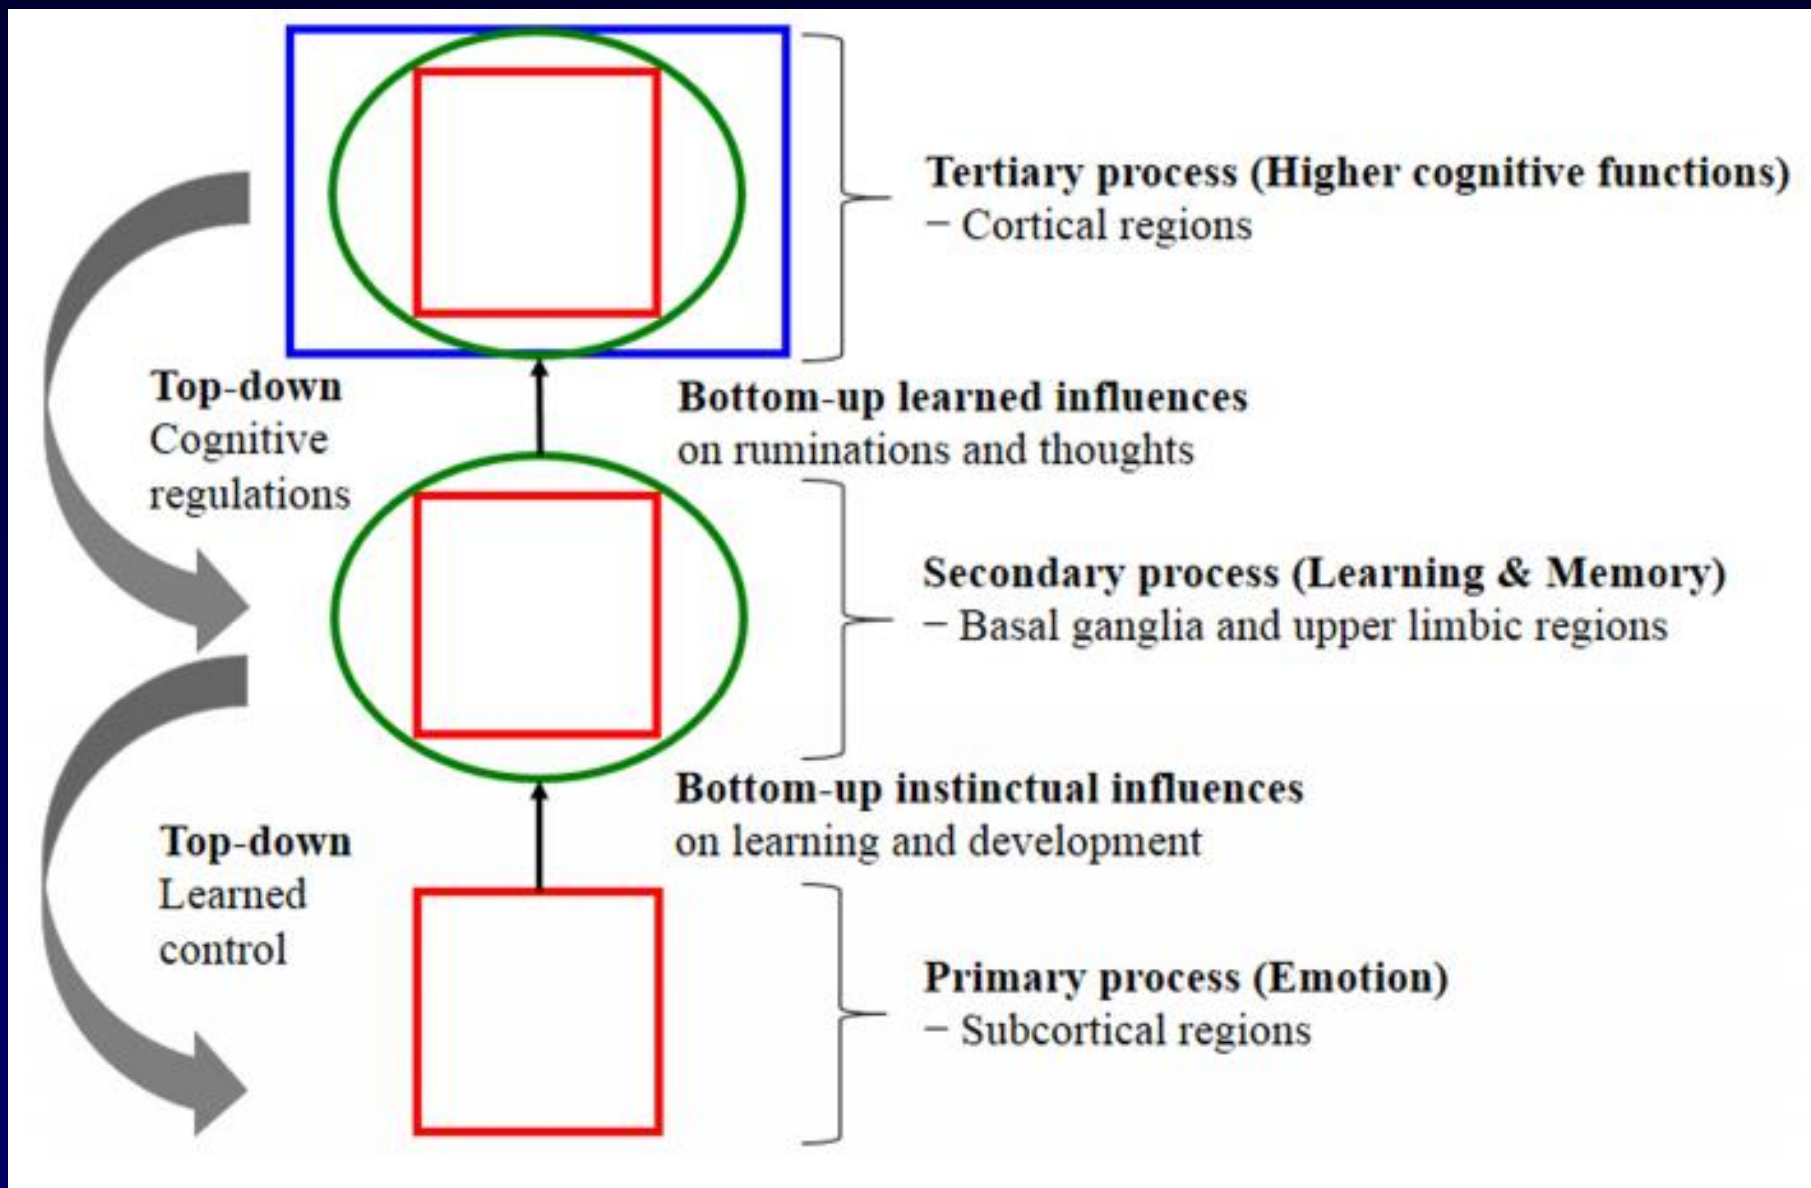 Tertiary process (Higher cognitive functions)
− Cortical regions
Top-down
Cognitive
regulations
Bottom-up learned influences
on ruminations and thoughts
Secondary process (Learning & Memory)
− Basal ganglia and upper limbic regions
Bottom-up instinctual influences
on learning and development
Top-down
Learned
control
Primary process (Emotion)
− Subcortical regions